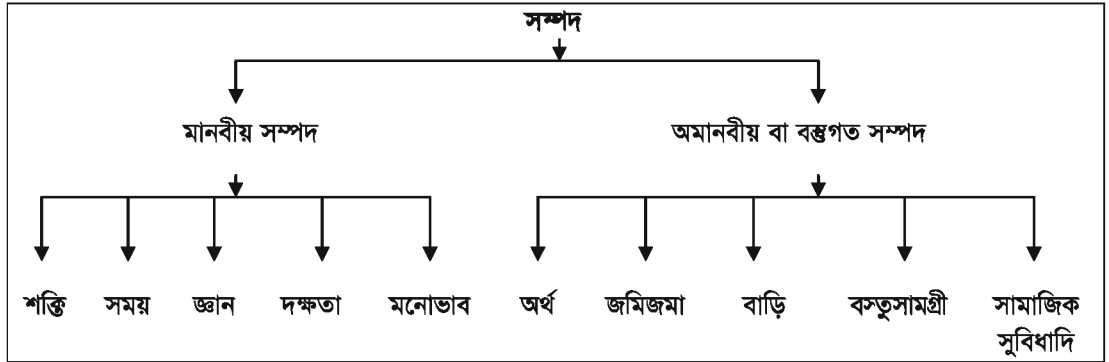 সম্পদ
মানবীয় সম্পদ অমানবীয় বা বস্তুগত সম্পদ
শক্তি সময় জ্ঞান দক্ষতা মনোভাব অর্থ জমিজমা বাড়ি বস্তুসামগ্রী সামাজিক
সুবিধাদি